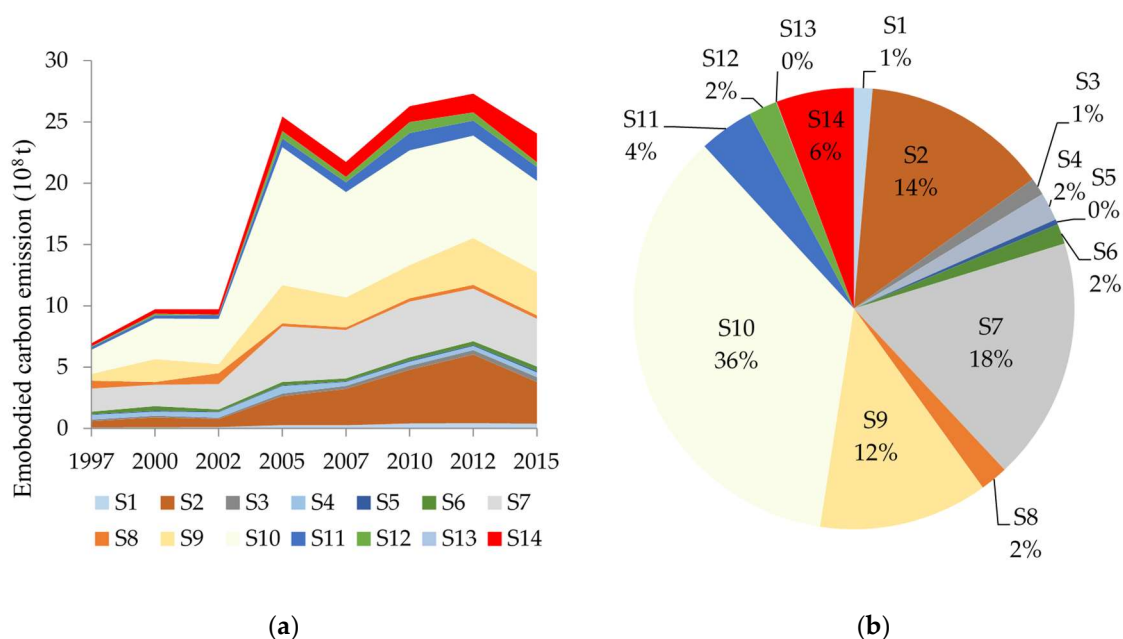 30
25
20
15
10
5
0
Emobodied carbon emission (10⁸ t)
1997 2000 2002 2005 2007 2010 2012 2015
S1 S2 S3 S4 S5 S6 S7
S8 S9 S10 S11 S12 S13 S14
(a)
S1
1%
S2
14%
S3
1%
S4
2%
S5
0%
S6
2%
S7
18%
S8
2%
S9
12%
S10
36%
S11
4%
S12
2%
S13
0%
S14
6%
(b)